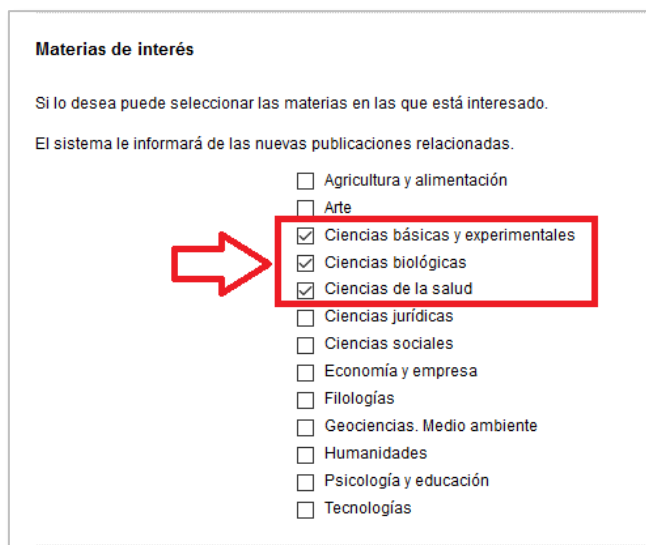 Materias de interés
Si lo desea puede seleccionar las materias en las que está interesado.
El sistema le informará de las nuevas publicaciones relacionadas.
Agricultura y alimentación
Arte
Ciencias básicas y experimentales
Ciencias biológicas
Ciencias de la salud
Ciencias jurídicas
Ciencias sociales
Economía y empresa
Filologías
Geociencias. Medio ambiente
Humanidades
Psicología y educación
Tecnologías